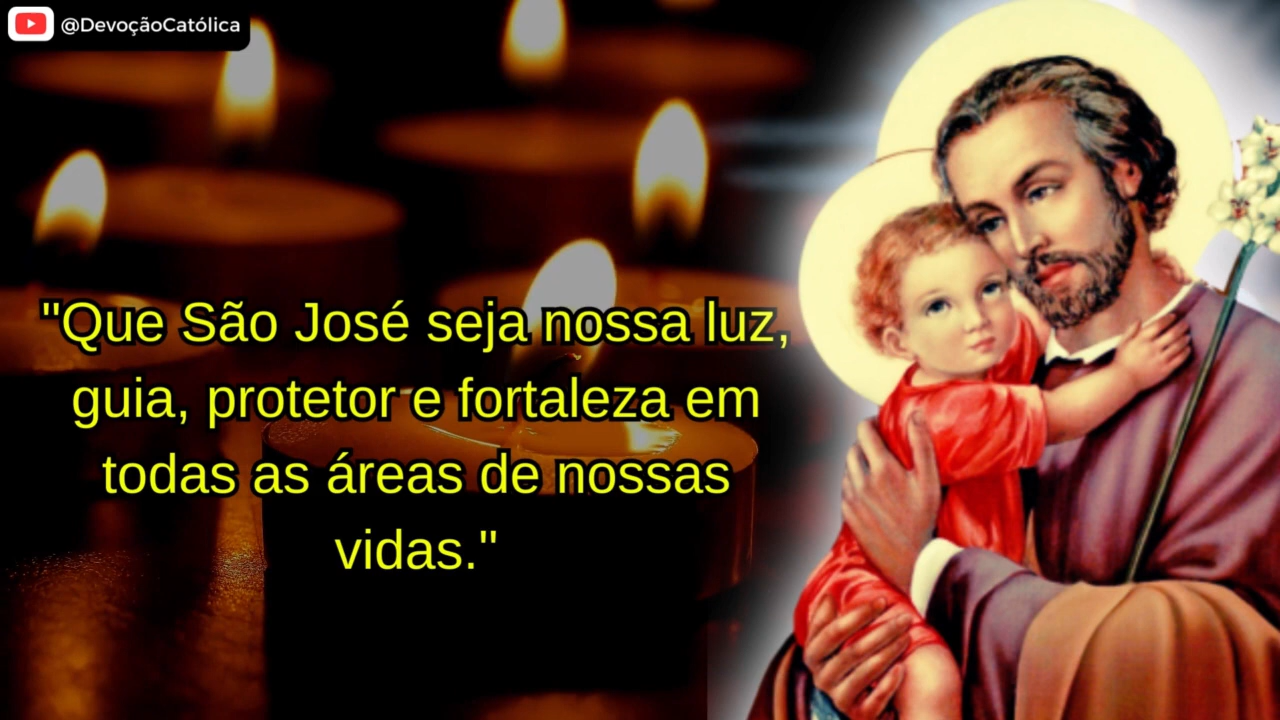 @DevoçãoCatólica
"Que São José seja nossa luz,
guia, protetor e fortaleza em
todas as áreas de nossas
vidas."